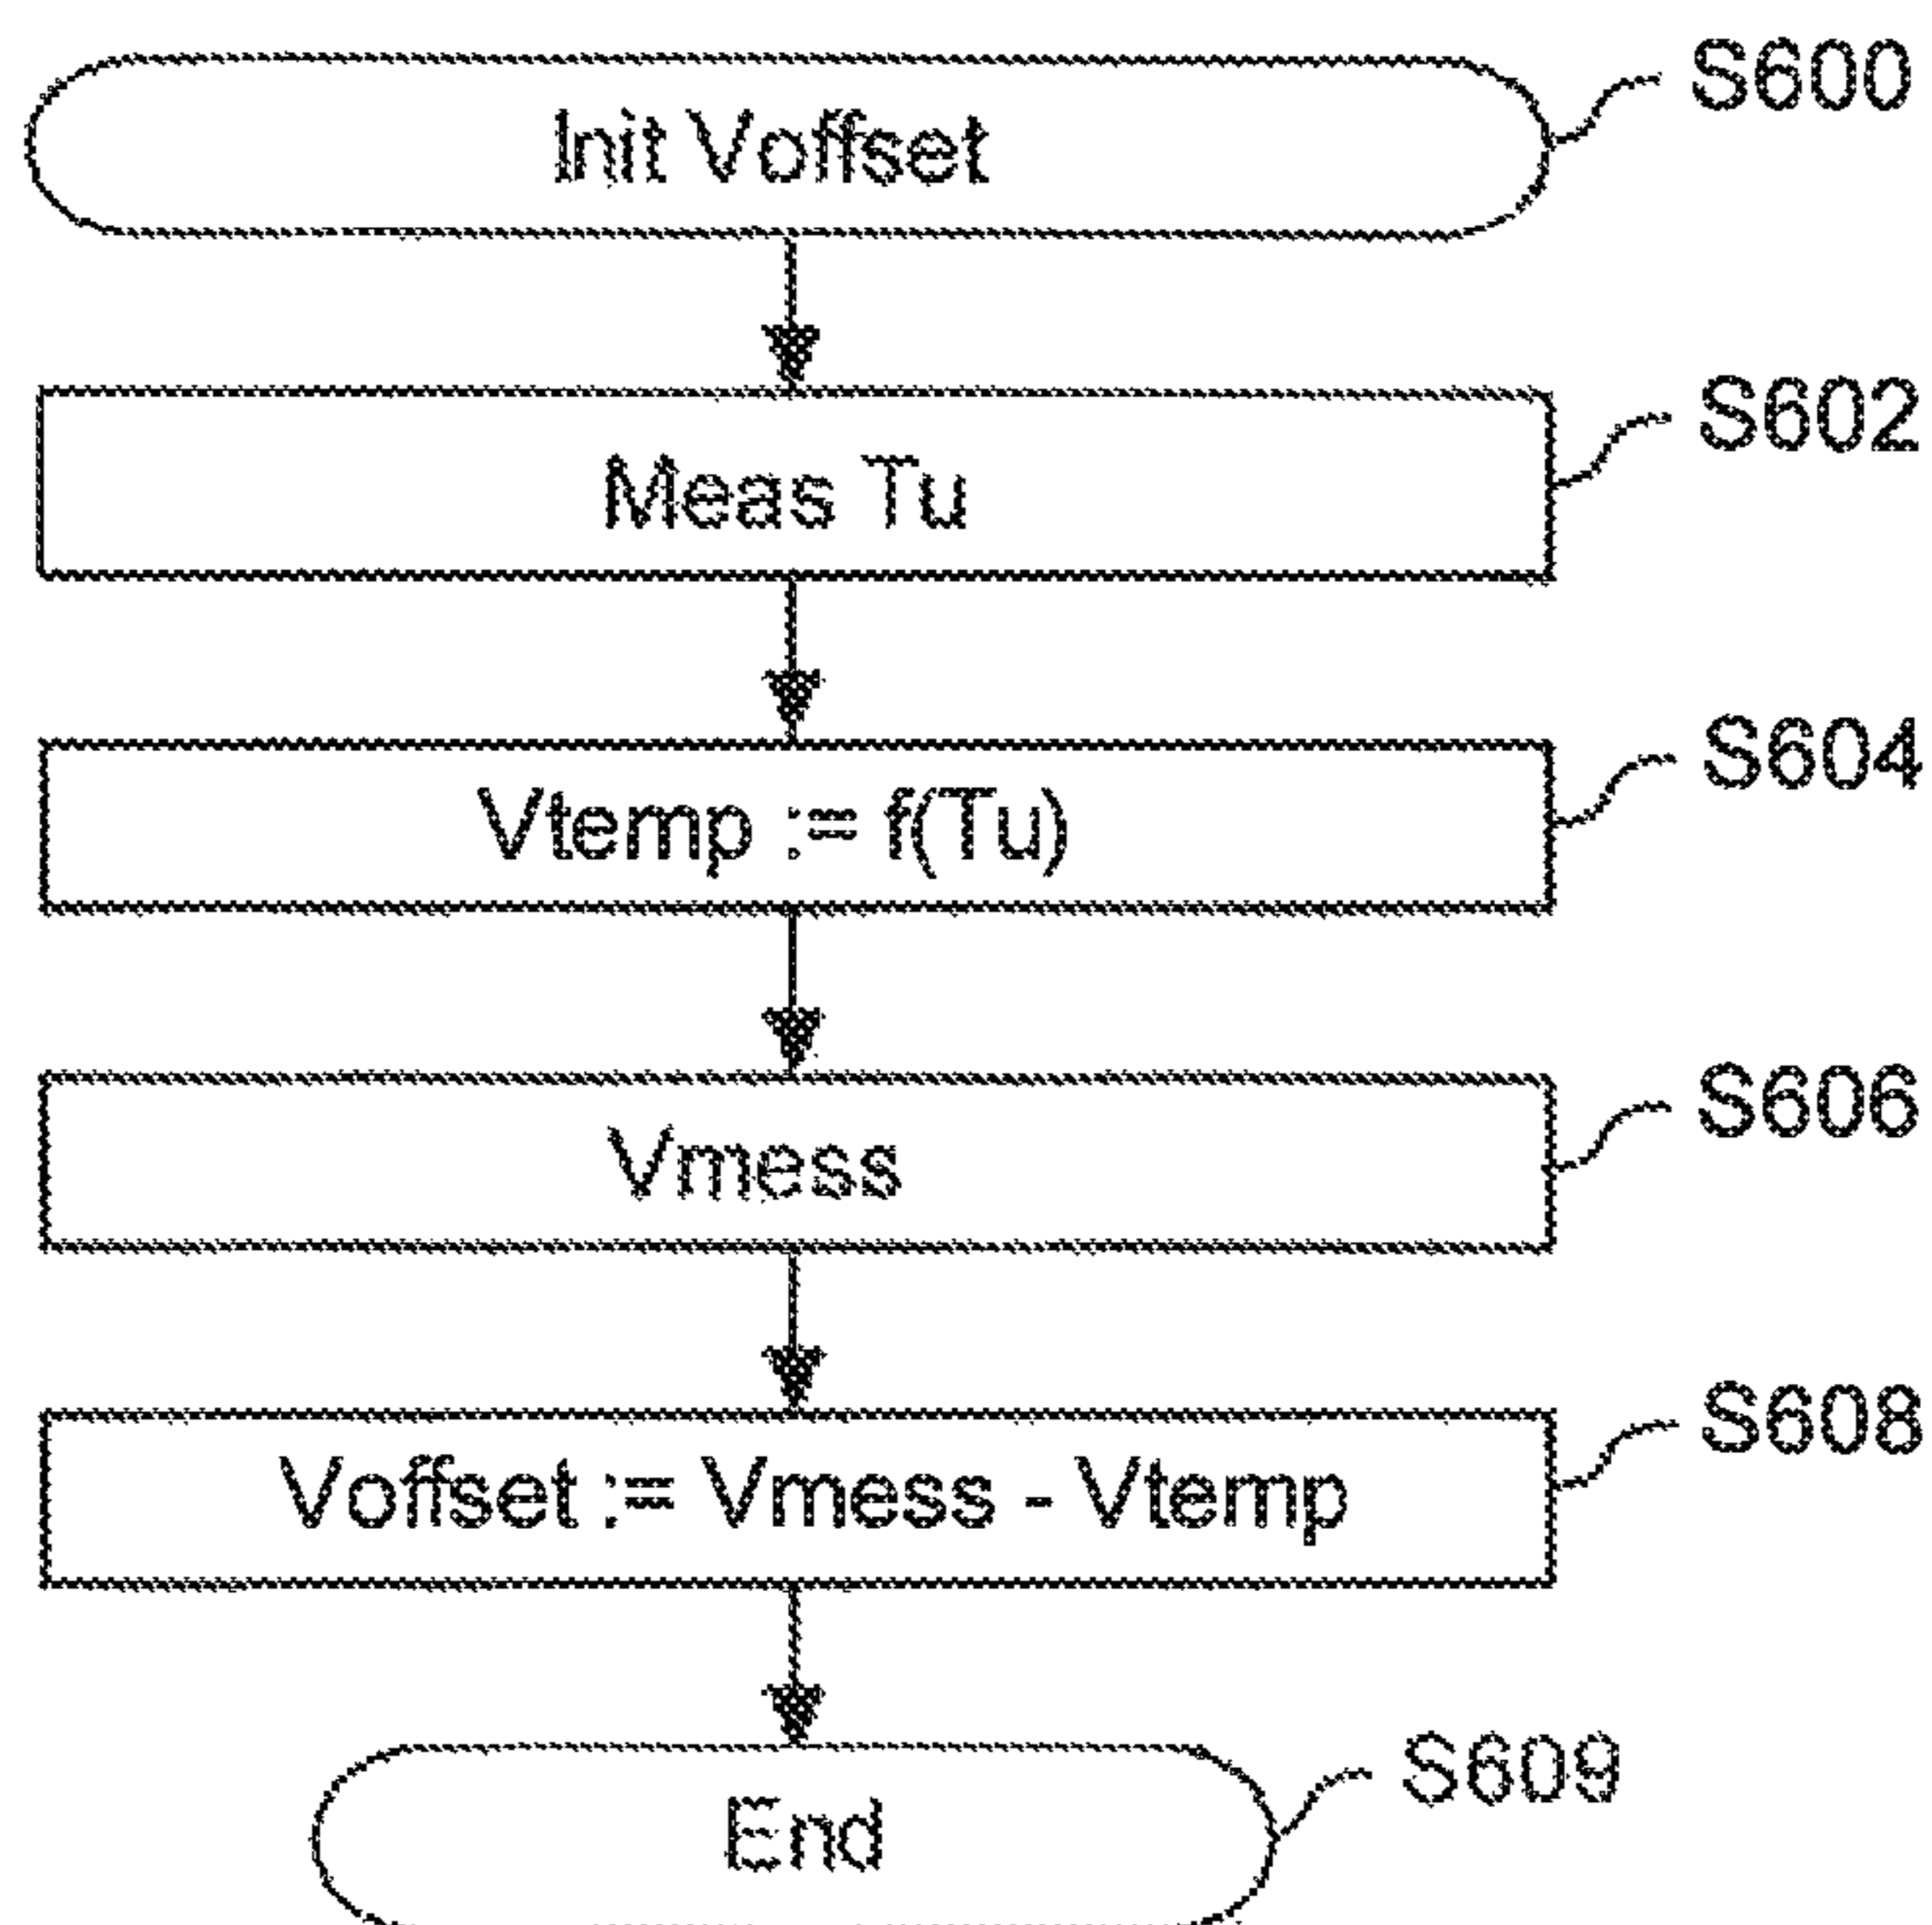 Init Voffset
S600
Meas Tu
S602
Vtemp := f(Tu)
S604
Vmess
S606
Voffset := Vmess - Vtemp
S608
End
S609